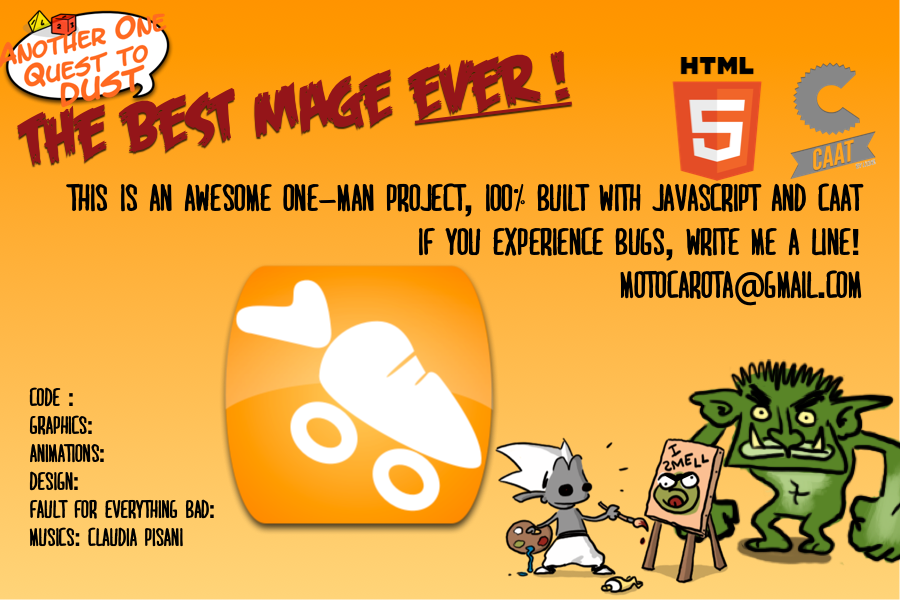 ANOTHER ONE
QUEST TO
DUST
THE BEST MAGE EVER!
HTML
5
CAAT
THIS IS AN AWESOME ONE-MAN PROJECT, 100% BUILT WITH JAVASCRIPT AND CAAT
IF YOU EXPERIENCE BUGS, WRITE ME A LINE!
MOTOCAROTA@GMAIL.COM
CODE :
GRAPHICS:
ANIMATIONS:
DESIGN:
FAULT FOR EVERYTHING BAD:
MUSICS: CLAUDIA PISANI
I
SMELL